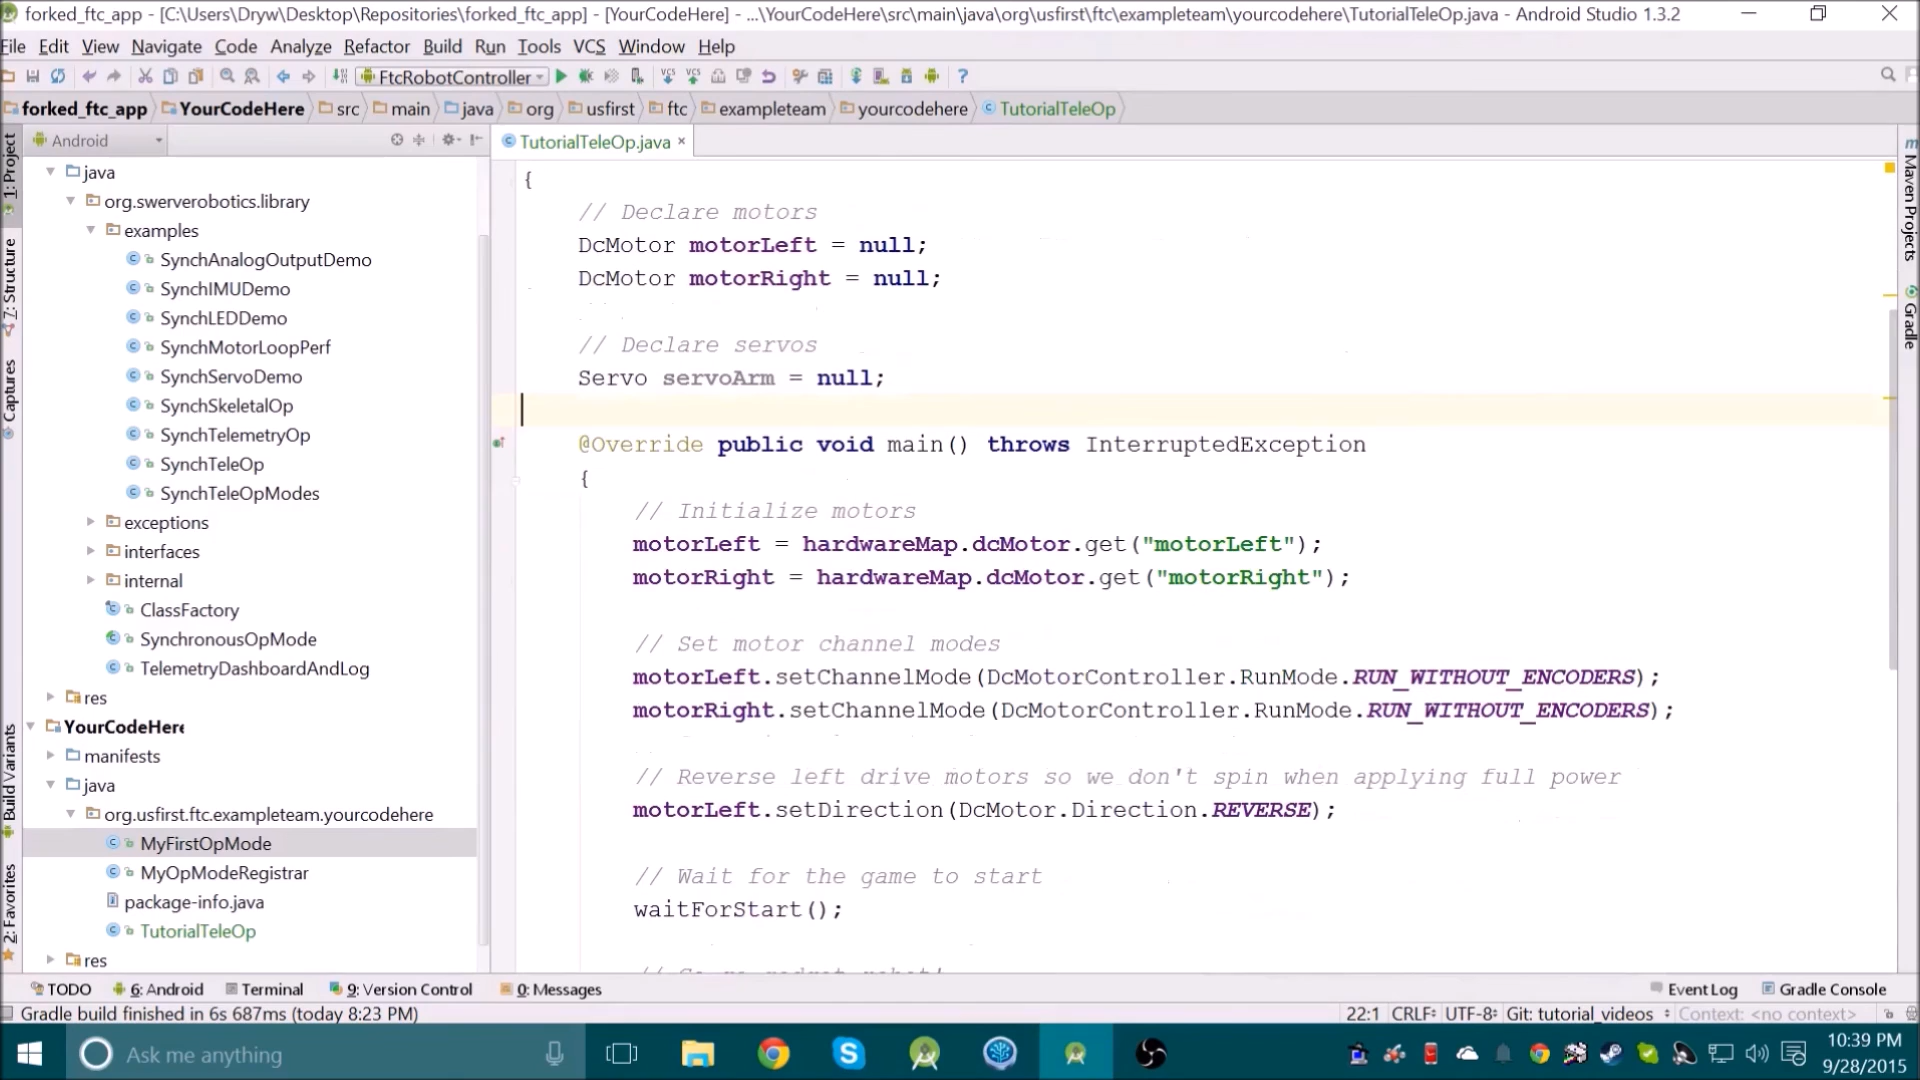 forked_ftc_app - [C:\Users\Dryw\Desktop\Repositories\forked_ftc_app] - [YourCodeHere] - ...\YourCodeHere\src\main\java\org\usfirst\ftc\exampleteam\yourcodehere\TutorialTeleOp.java - Android Studio 1.3.2
File Edit View Navigate Code Analyze Refactor Build Run Tools VCS Window Help
FtcRobotController
forked_ftc_app YourCodeHere src main java org usfirst ftc exampleteam yourcodehere TutorialTeleOp
Android
TutorialTeleOp.java
1: Project
7: Structure
Captures
Build Variants
2: Favorites
java
org.swerverobotics.library
examples
SynchAnalogOutputDemo
SynchIMUDemo
SynchLEDDemo
SynchMotorLoopPerf
SynchServoDemo
SynchSkeletalOp
SynchTelemetryOp
SynchTeleOp
SynchTeleOpModes
exceptions
interfaces
internal
ClassFactory
SynchronousOpMode
TelemetryDashboardAndLog
res
YourCodeHere
manifests
java
org.usfirst.ftc.exampleteam.yourcodehere
MyFirstOpMode
MyOpModeRegistrar
package-info.java
TutorialTeleOp
res
{
// Declare motors
DcMotor motorLeft = null;
DcMotor motorRight = null;
// Declare servos
Servo servoArm = null;
@Override public void main() throws InterruptedException
{
// Initialize motors
motorLeft = hardwareMap.dcMotor.get("motorLeft");
motorRight = hardwareMap.dcMotor.get("motorRight");
// Set motor channel modes
motorLeft.setChannelMode(DcMotorController.RunMode.RUN_WITHOUT_ENCODERS);
motorRight.setChannelMode(DcMotorController.RunMode.RUN_WITHOUT_ENCODERS);
// Reverse left drive motors so we don't spin when applying full power
motorLeft.setDirection(DcMotor.Direction.REVERSE);
// Wait for the game to start
waitForStart();
Maven Projects
Gradle
TODO 6: Android Terminal 9: Version Control 0: Messages Event Log Gradle Console
Gradle build finished in 6s 687ms (today 8:23 PM) 22:1 CRLF UTF-8 Git: tutorial_videos Context: <no context>
Ask me anything
10:39 PM
9/28/2015